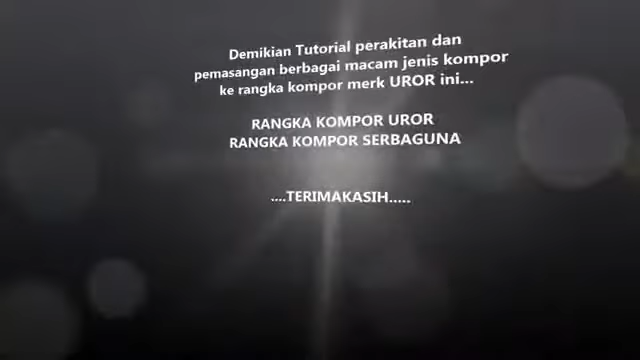 Demikian Tutorial perakitan dan
pemasangan berbagai macam jenis kompor
ke rangka kompor merk UROR ini...
RANGKA KOMPOR UROR
RANGKA KOMPOR SERBAGUNA
....TERIMAKASIH.....